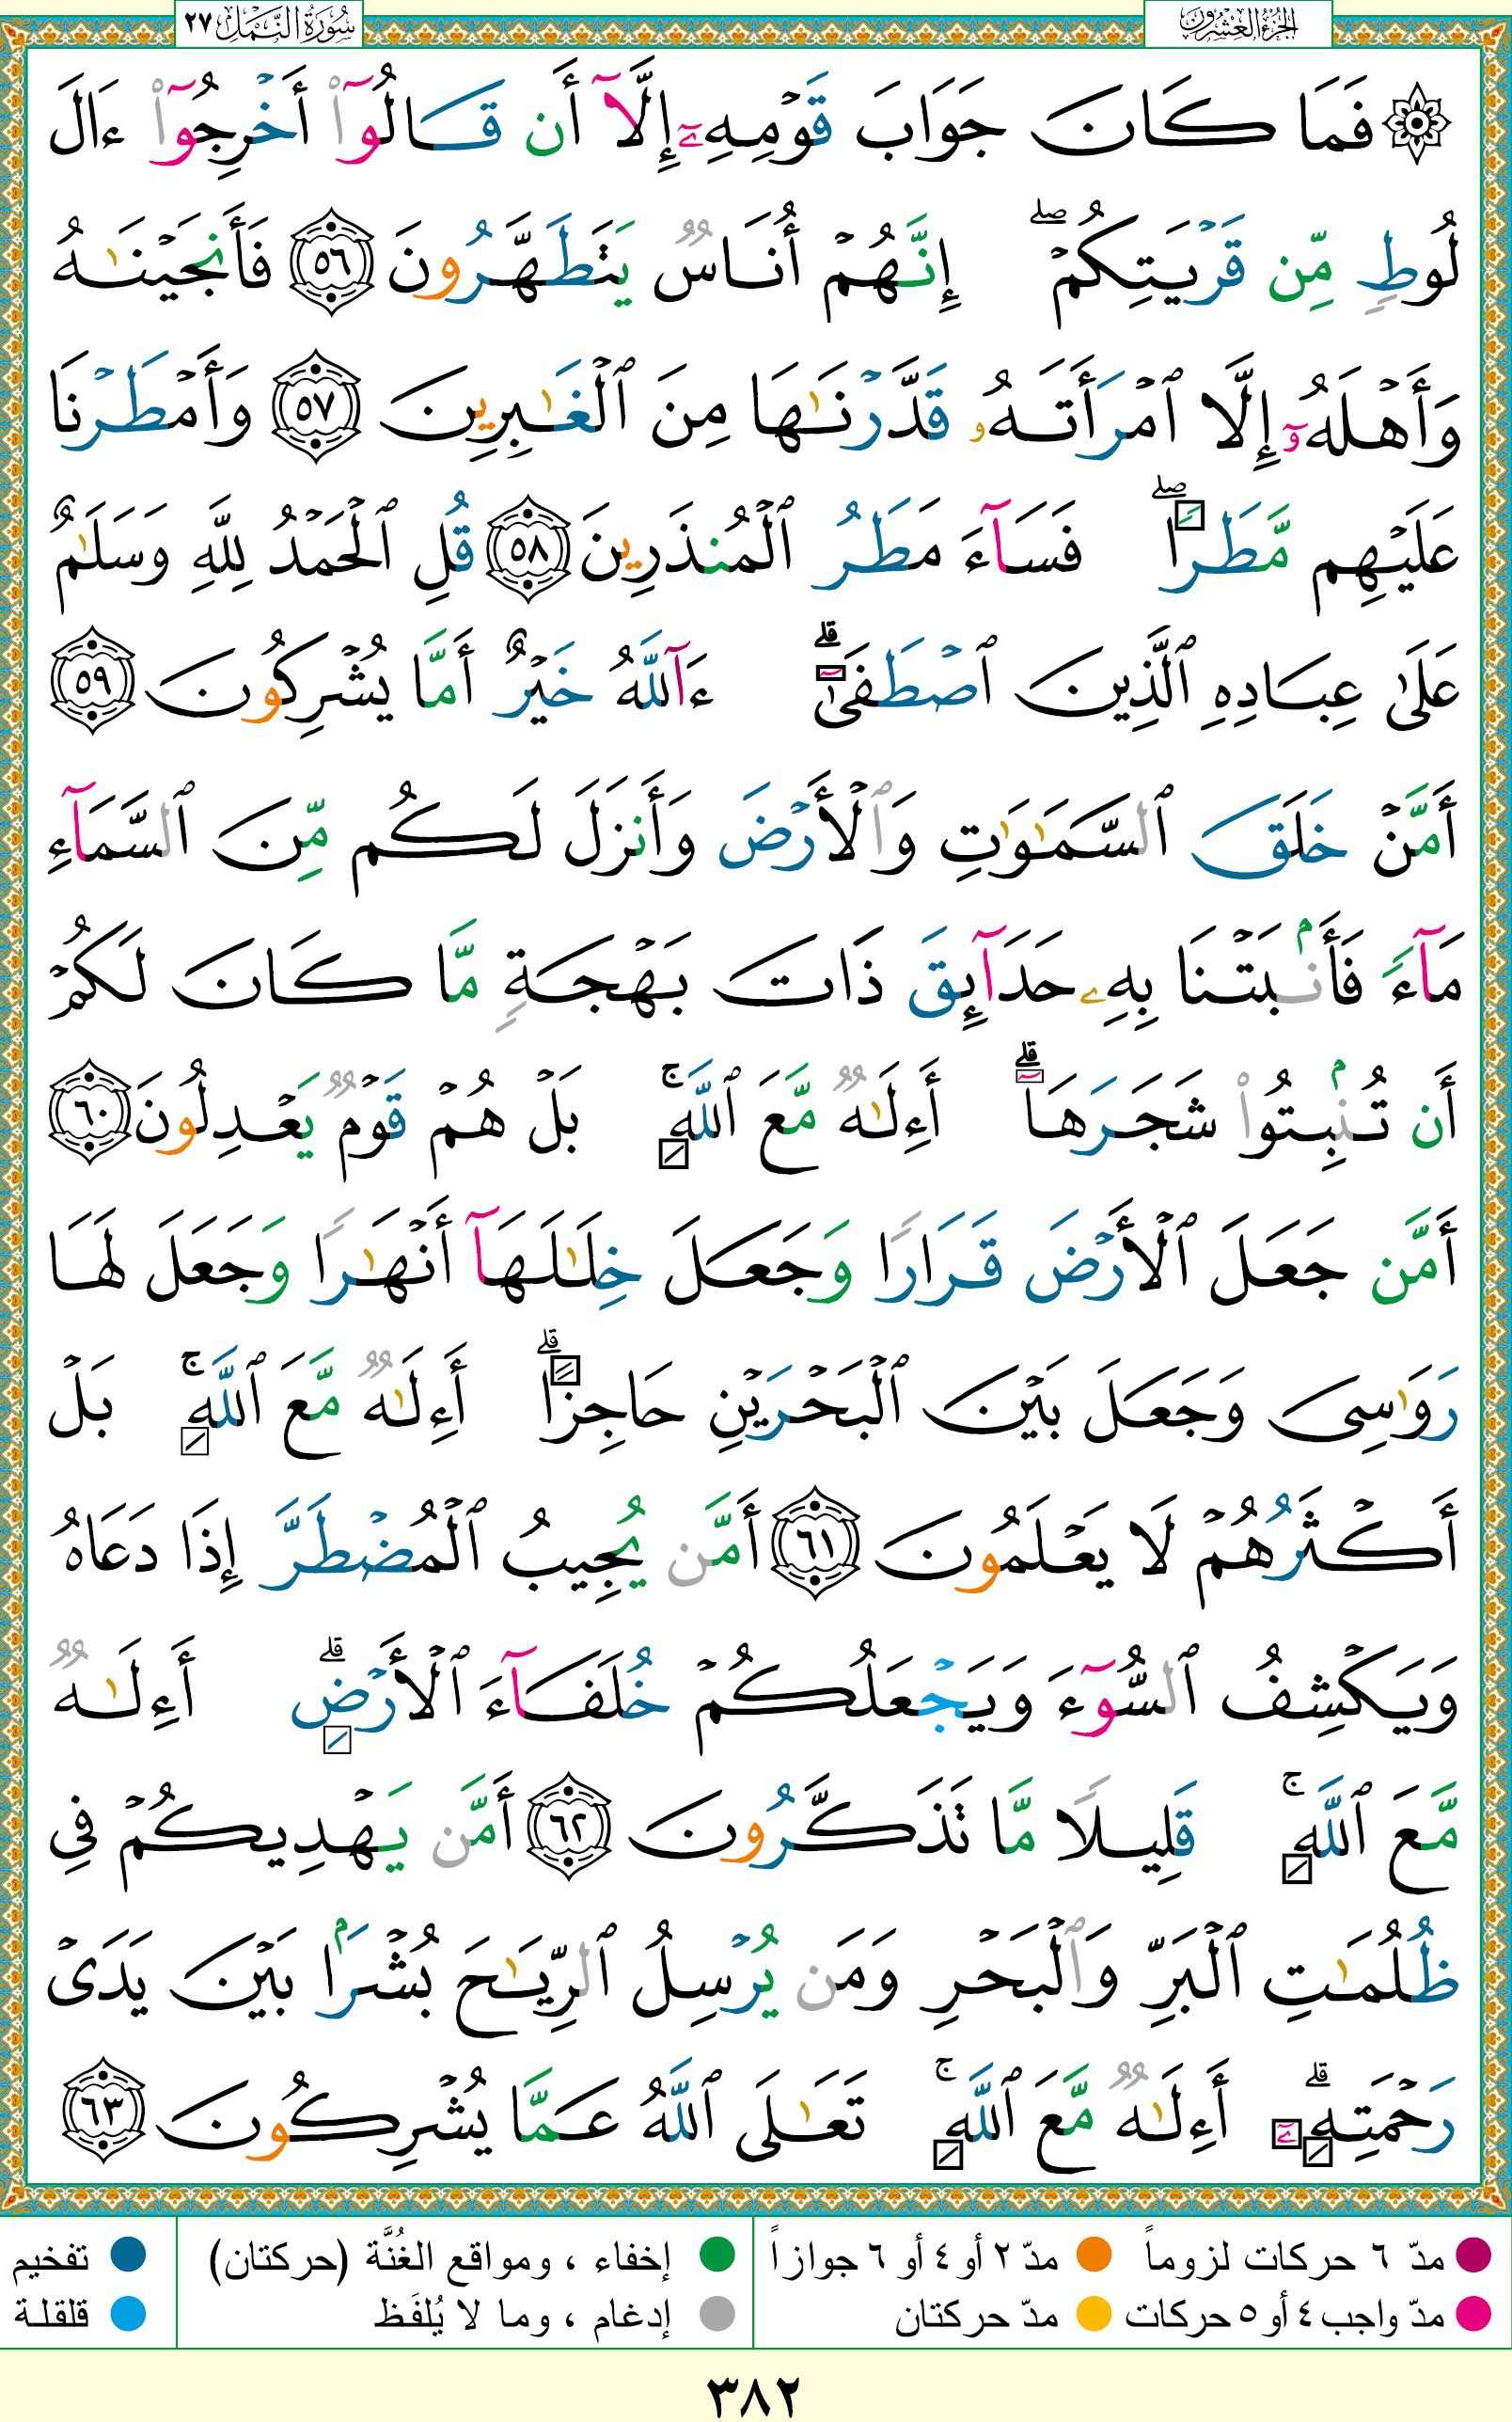 سُورَةُ النَّمْلِ ٢٧
الجُزْءُ العِشْرُونَ
۞ فَمَا كَانَ جَوَابَ قَوْمِهِۦٓ إِلَّآ أَن قَالُوٓا۟ أَخْرِجُوٓا۟ ءَالَ
لُوطٍ مِّن قَرْيَتِكُمْ ۖ إِنَّهُمْ أُنَاسٌ يَتَطَهَّرُونَ ٥٦ فَأَنجَيْنَـٰهُ
وَأَهْلَهُۥٓ إِلَّا ٱمْرَأَتَهُۥ قَدَّرْنَـٰهَا مِنَ ٱلْغَـٰبِرِينَ ٥٧ وَأَمْطَرْنَا
عَلَيْهِم مَّطَرًا ۖ فَسَآءَ مَطَرُ ٱلْمُنذَرِينَ ٥٨ قُلِ ٱلْحَمْدُ لِلَّهِ وَسَلَـٰمٌ
عَلَىٰ عِبَادِهِ ٱلَّذِينَ ٱصْطَفَىٰٓ ۗ ءَآللَّهُ خَيْرٌ أَمَّا يُشْرِكُونَ ٥٩
أَمَّنْ خَلَقَ ٱلسَّمَـٰوَٰتِ وَٱلْأَرْضَ وَأَنزَلَ لَكُم مِّنَ ٱلسَّمَآءِ
مَآءً فَأَنۢبَتْنَا بِهِۦ حَدَآئِقَ ذَاتَ بَهْجَةٍ مَّا كَانَ لَكُمْ
أَن تُنۢبِتُوا۟ شَجَرَهَآ ۗ أَءِلَـٰهٌ مَّعَ ٱللَّهِ ۚ بَلْ هُمْ قَوْمٌ يَعْدِلُونَ ٦٠
أَمَّن جَعَلَ ٱلْأَرْضَ قَرَارًا وَجَعَلَ خِلَـٰلَهَآ أَنْهَـٰرًا وَجَعَلَ لَهَا
رَوَٰسِىَ وَجَعَلَ بَيْنَ ٱلْبَحْرَيْنِ حَاجِزًا ۗ أَءِلَـٰهٌ مَّعَ ٱللَّهِ ۚ بَلْ
أَكْثَرُهُمْ لَا يَعْلَمُونَ ٦١ أَمَّن يُجِيبُ ٱلْمُضْطَرَّ إِذَا دَعَاهُ
وَيَكْشِفُ ٱلسُّوٓءَ وَيَجْعَلُكُمْ خُلَفَآءَ ٱلْأَرْضِ ۗ أَءِلَـٰهٌ
مَّعَ ٱللَّهِ ۚ قَلِيلًا مَّا تَذَكَّرُونَ ٦٢ أَمَّن يَهْدِيكُمْ فِى
ظُلُمَـٰتِ ٱلْبَرِّ وَٱلْبَحْرِ وَمَن يُرْسِلُ ٱلرِّيَـٰحَ بُشْرًۢا بَيْنَ يَدَىْ
رَحْمَتِهِۦٓ ۗ أَءِلَـٰهٌ مَّعَ ٱللَّهِ ۚ تَعَـٰلَى ٱللَّهُ عَمَّا يُشْرِكُونَ ٦٣
مدّ ٦ حركات لزوماً مدّ ٢ أو ٤ أو ٦ جوازاً إخفاء ، ومواقع الغُنَّة (حركتان) تفخيم
مدّ واجب ٤ أو ٥ حركات مدّ حركتان إدغام ، وما لا يُلفَظ قلقلة
٣٨٢